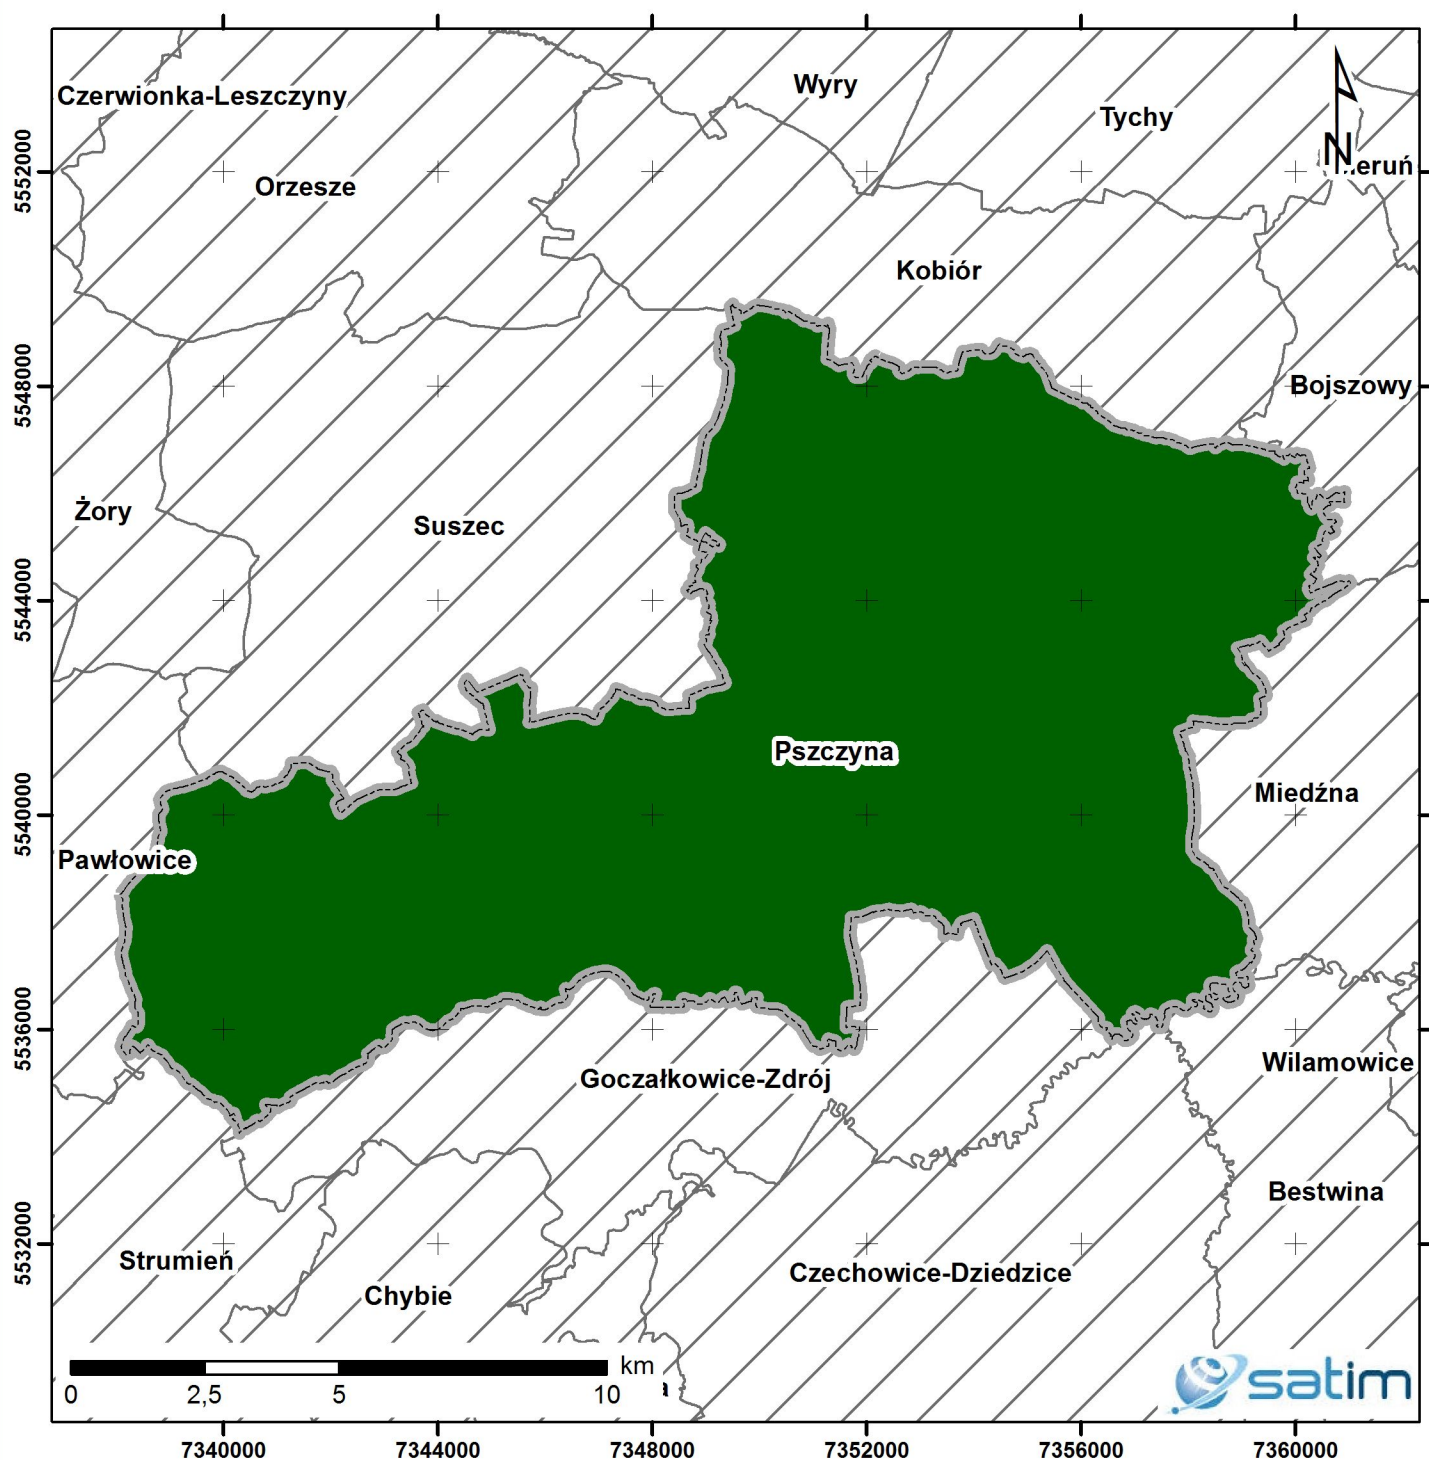 Wyry
Czerwionka-Leszczyny
Tychy
N
eruń
Orzesze
Kobiór
Bojszowy
Żory
Suszec
Pszczyna
Miedźna
Pawłowice
Wilamowice
Goczałkowice-Zdrój
Bestwina
Strumień
Czechowice-Dziedzice
Chybie
km
0 2,5 5 10
satim
5552000
5548000
5544000
5540000
5536000
5532000
7340000 7344000 7348000 7352000 7356000 7360000